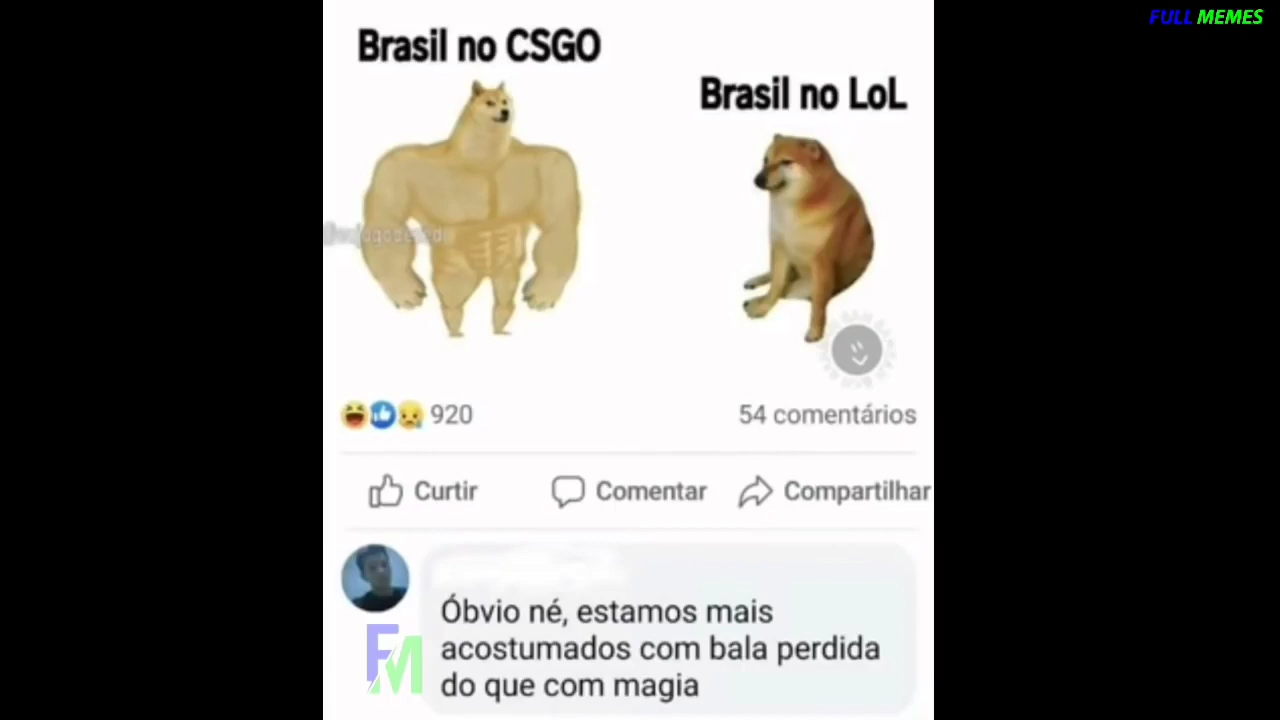 FULL MEMES
Brasil no CSGO
Brasil no LoL
920
54 comentários
Curtir
Comentar
Compartilhar
Óbvio né, estamos mais
acostumados com bala perdida
do que com magia
FM